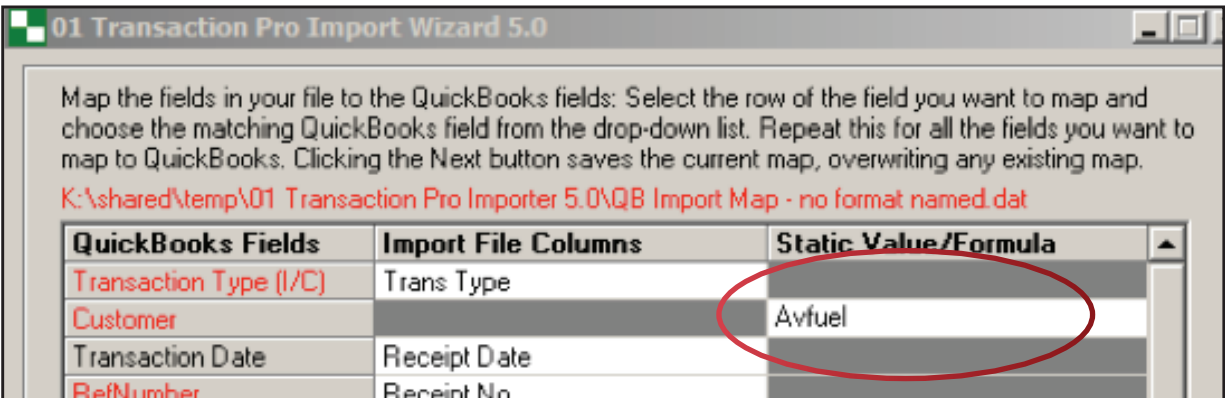 01 Transaction Pro Import Wizard 5.0
Map the fields in your file to the QuickBooks fields: Select the row of the field you want to map and
choose the matching QuickBooks field from the drop-down list. Repeat this for all the fields you want to
map to QuickBooks. Clicking the Next button saves the current map, overwriting any existing map.
K:\shared\temp\01 Transaction Pro Importer 5.0\QB Import Map - no format named.dat
QuickBooks Fields Import File Columns Static Value/Formula
Transaction Type (I/C) Trans Type
Customer Avfuel
Transaction Date Receipt Date
RefNumber Receipt No